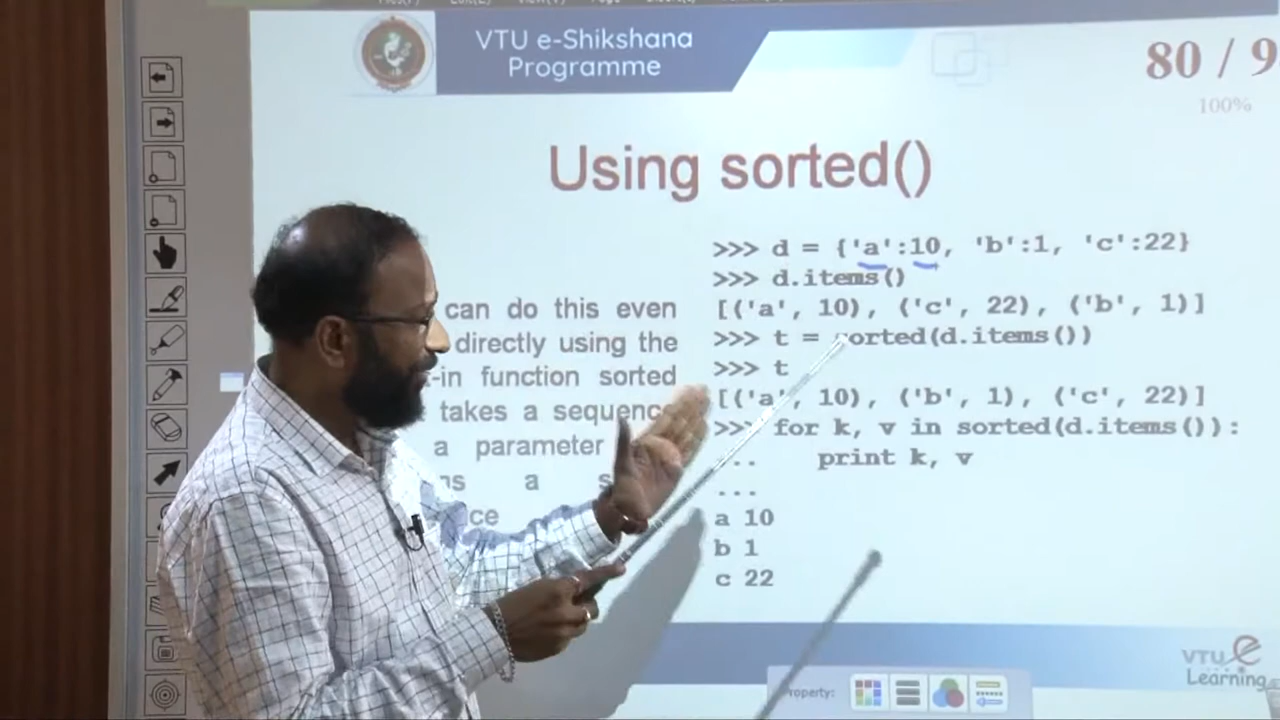 VTU e-Shikshana
Programme
80 / 9
100%
Using sorted()
can do this even
directly using the
-in function sorted
takes a sequence
a parameter
a
>>> d = {'a':10, 'b':1, 'c':22}
>>> d.items()
[('a', 10), ('c', 22), ('b', 1)]
>>> t = sorted(d.items())
>>> t
[('a', 10), ('b', 1), ('c', 22)]
>>> for k, v in sorted(d.items()):
... print k, v
...
a 10
b 1
c 22
Property:
VTU e
Learning